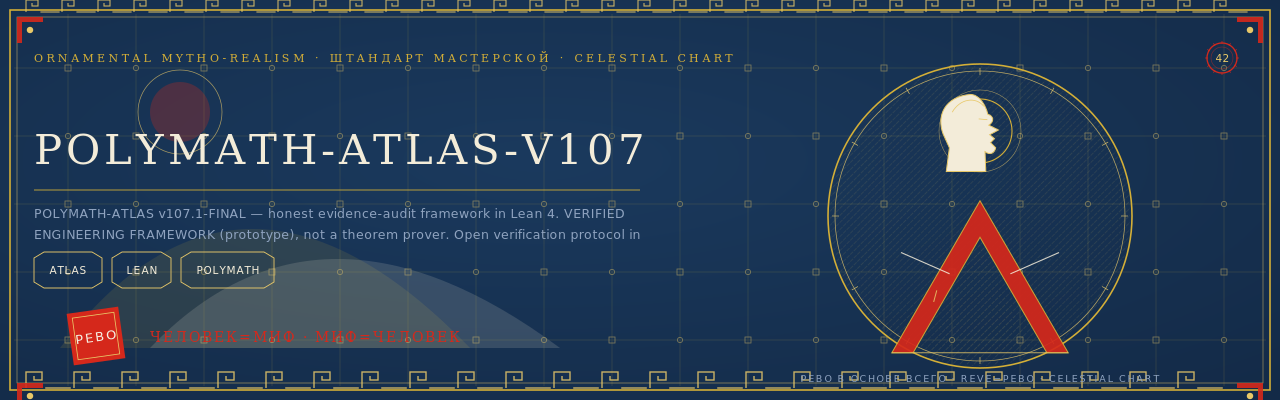 ORNAMENTAL MYTHO-REALISM · ШТАНДАРТ МАСТЕРСКОЙ · CELESTIAL CHART
42
POLYMATH-ATLAS-V107
POLYMATH-ATLAS v107.1-FINAL — honest evidence-audit framework in Lean 4. VERIFIED
ENGINEERING FRAMEWORK (prototype), not a theorem prover. Open verification protocol in
ATLAS LEAN POLYMATH
РЕВО
ЧЕЛОВЕК=МИФ · МИФ=ЧЕЛОВЕК
РЕВО В ОСНОВЕ ВСЕГО · REVE-РЕВО · CELESTIAL CHART